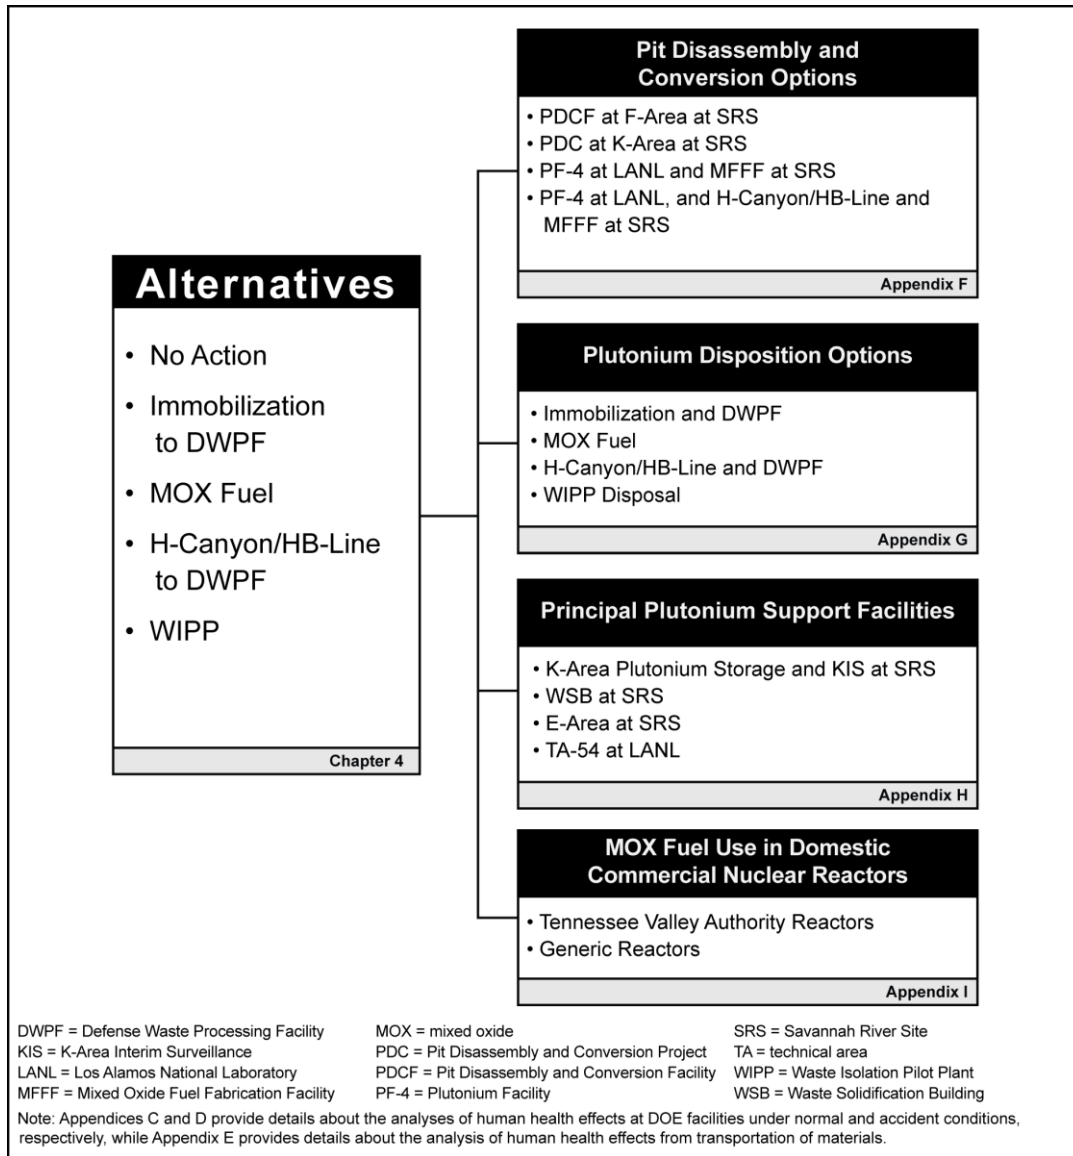 Alternatives
• No Action
• Immobilization
to DWPF
• MOX Fuel
• H-Canyon/HB-Line
to DWPF
• WIPP
Chapter 4
Pit Disassembly and
Conversion Options
• PDCF at F-Area at SRS
• PDC at K-Area at SRS
• PF-4 at LANL and MFFF at SRS
• PF-4 at LANL, and H-Canyon/HB-Line and
MFFF at SRS
Appendix F
Plutonium Disposition Options
• Immobilization and DWPF
• MOX Fuel
• H-Canyon/HB-Line and DWPF
• WIPP Disposal
Appendix G
Principal Plutonium Support Facilities
• K-Area Plutonium Storage and KIS at SRS
• WSB at SRS
• E-Area at SRS
• TA-54 at LANL
Appendix H
MOX Fuel Use in Domestic
Commercial Nuclear Reactors
• Tennessee Valley Authority Reactors
• Generic Reactors
Appendix I
DWPF = Defense Waste Processing Facility
KIS = K-Area Interim Surveillance
LANL = Los Alamos National Laboratory
MFFF = Mixed Oxide Fuel Fabrication Facility
MOX = mixed oxide
PDC = Pit Disassembly and Conversion Project
PDCF = Pit Disassembly and Conversion Facility
PF-4 = Plutonium Facility
SRS = Savannah River Site
TA = technical area
WIPP = Waste Isolation Pilot Plant
WSB = Waste Solidification Building
Note: Appendices C and D provide details about the analyses of human health effects at DOE facilities under normal and accident conditions,
respectively, while Appendix E provides details about the analysis of human health effects from transportation of materials.